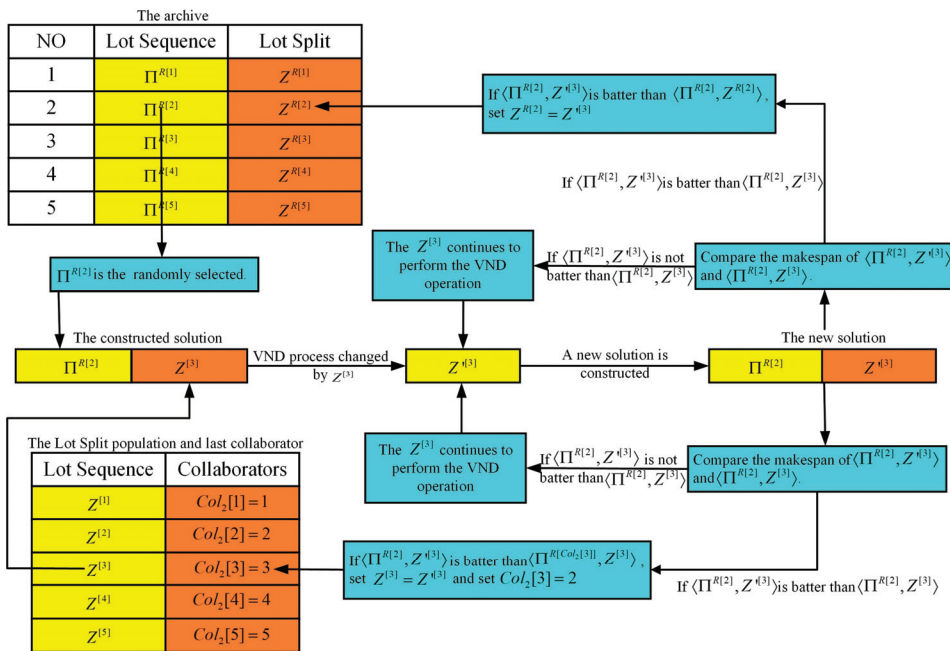 The archive
NO Lot Sequence Lot Split
1 Π^{R[1]} Z^{R[1]}
2 Π^{R[2]} Z^{R[2]}
3 Π^{R[3]} Z^{R[3]}
4 Π^{R[4]} Z^{R[4]}
5 Π^{R[5]} Z^{R[5]}
If ⟨Π^{R[2]}, Z'^{[3]}⟩is batter than ⟨Π^{R[2]}, Z^{R[2]}⟩ ,
set Z^{R[2]} = Z'^{[3]}
If ⟨Π^{R[2]}, Z'^{[3]}⟩is batter than⟨Π^{R[2]}, Z^{[3]}⟩
Π^{R[2]} is the randomly selected.
The Z^{[3]} continues to
perform the VND
operation
If ⟨Π^{R[2]}, Z'^{[3]}⟩ is not
batter than⟨Π^{R[2]}, Z^{[3]}⟩
Compare the makespan of ⟨Π^{R[2]}, Z'^{[3]}⟩
and ⟨Π^{R[2]}, Z^{[3]}⟩.
The constructed solution
Π^{R[2]} Z^{[3]}
VND process changed
by Z^{[3]}
Z'^{[3]}
A new solution is
constructed
The new solution
Π^{R[2]} Z'^{[3]}
The Z^{[3]} continues to
perform the VND
operation
If ⟨Π^{R[2]}, Z'^{[3]}⟩ is not
batter than⟨Π^{R[2]}, Z^{[3]}⟩
Compare the makespan of⟨Π^{R[2]}, Z'^{[3]}⟩
and⟨Π^{R[2]}, Z^{[3]}⟩.
The Lot Split population and last collaborator
Lot Sequence Collaborators
Z^{[1]} Col₂[1] = 1
Z^{[2]} Col₂[2] = 2
Z^{[3]} Col₂[3] = 3
Z^{[4]} Col₂[4] = 4
Z^{[5]} Col₂[5] = 5
If⟨Π^{R[2]}, Z'^{[3]}⟩ is batter than⟨Π^{R[Col₂[3]]}, Z^{[3]}⟩ ,
set Z^{[3]} = Z'^{[3]} and set Col₂[3] = 2
If ⟨Π^{R[2]}, Z'^{[3]}⟩is batter than⟨Π^{R[2]}, Z^{[3]}⟩